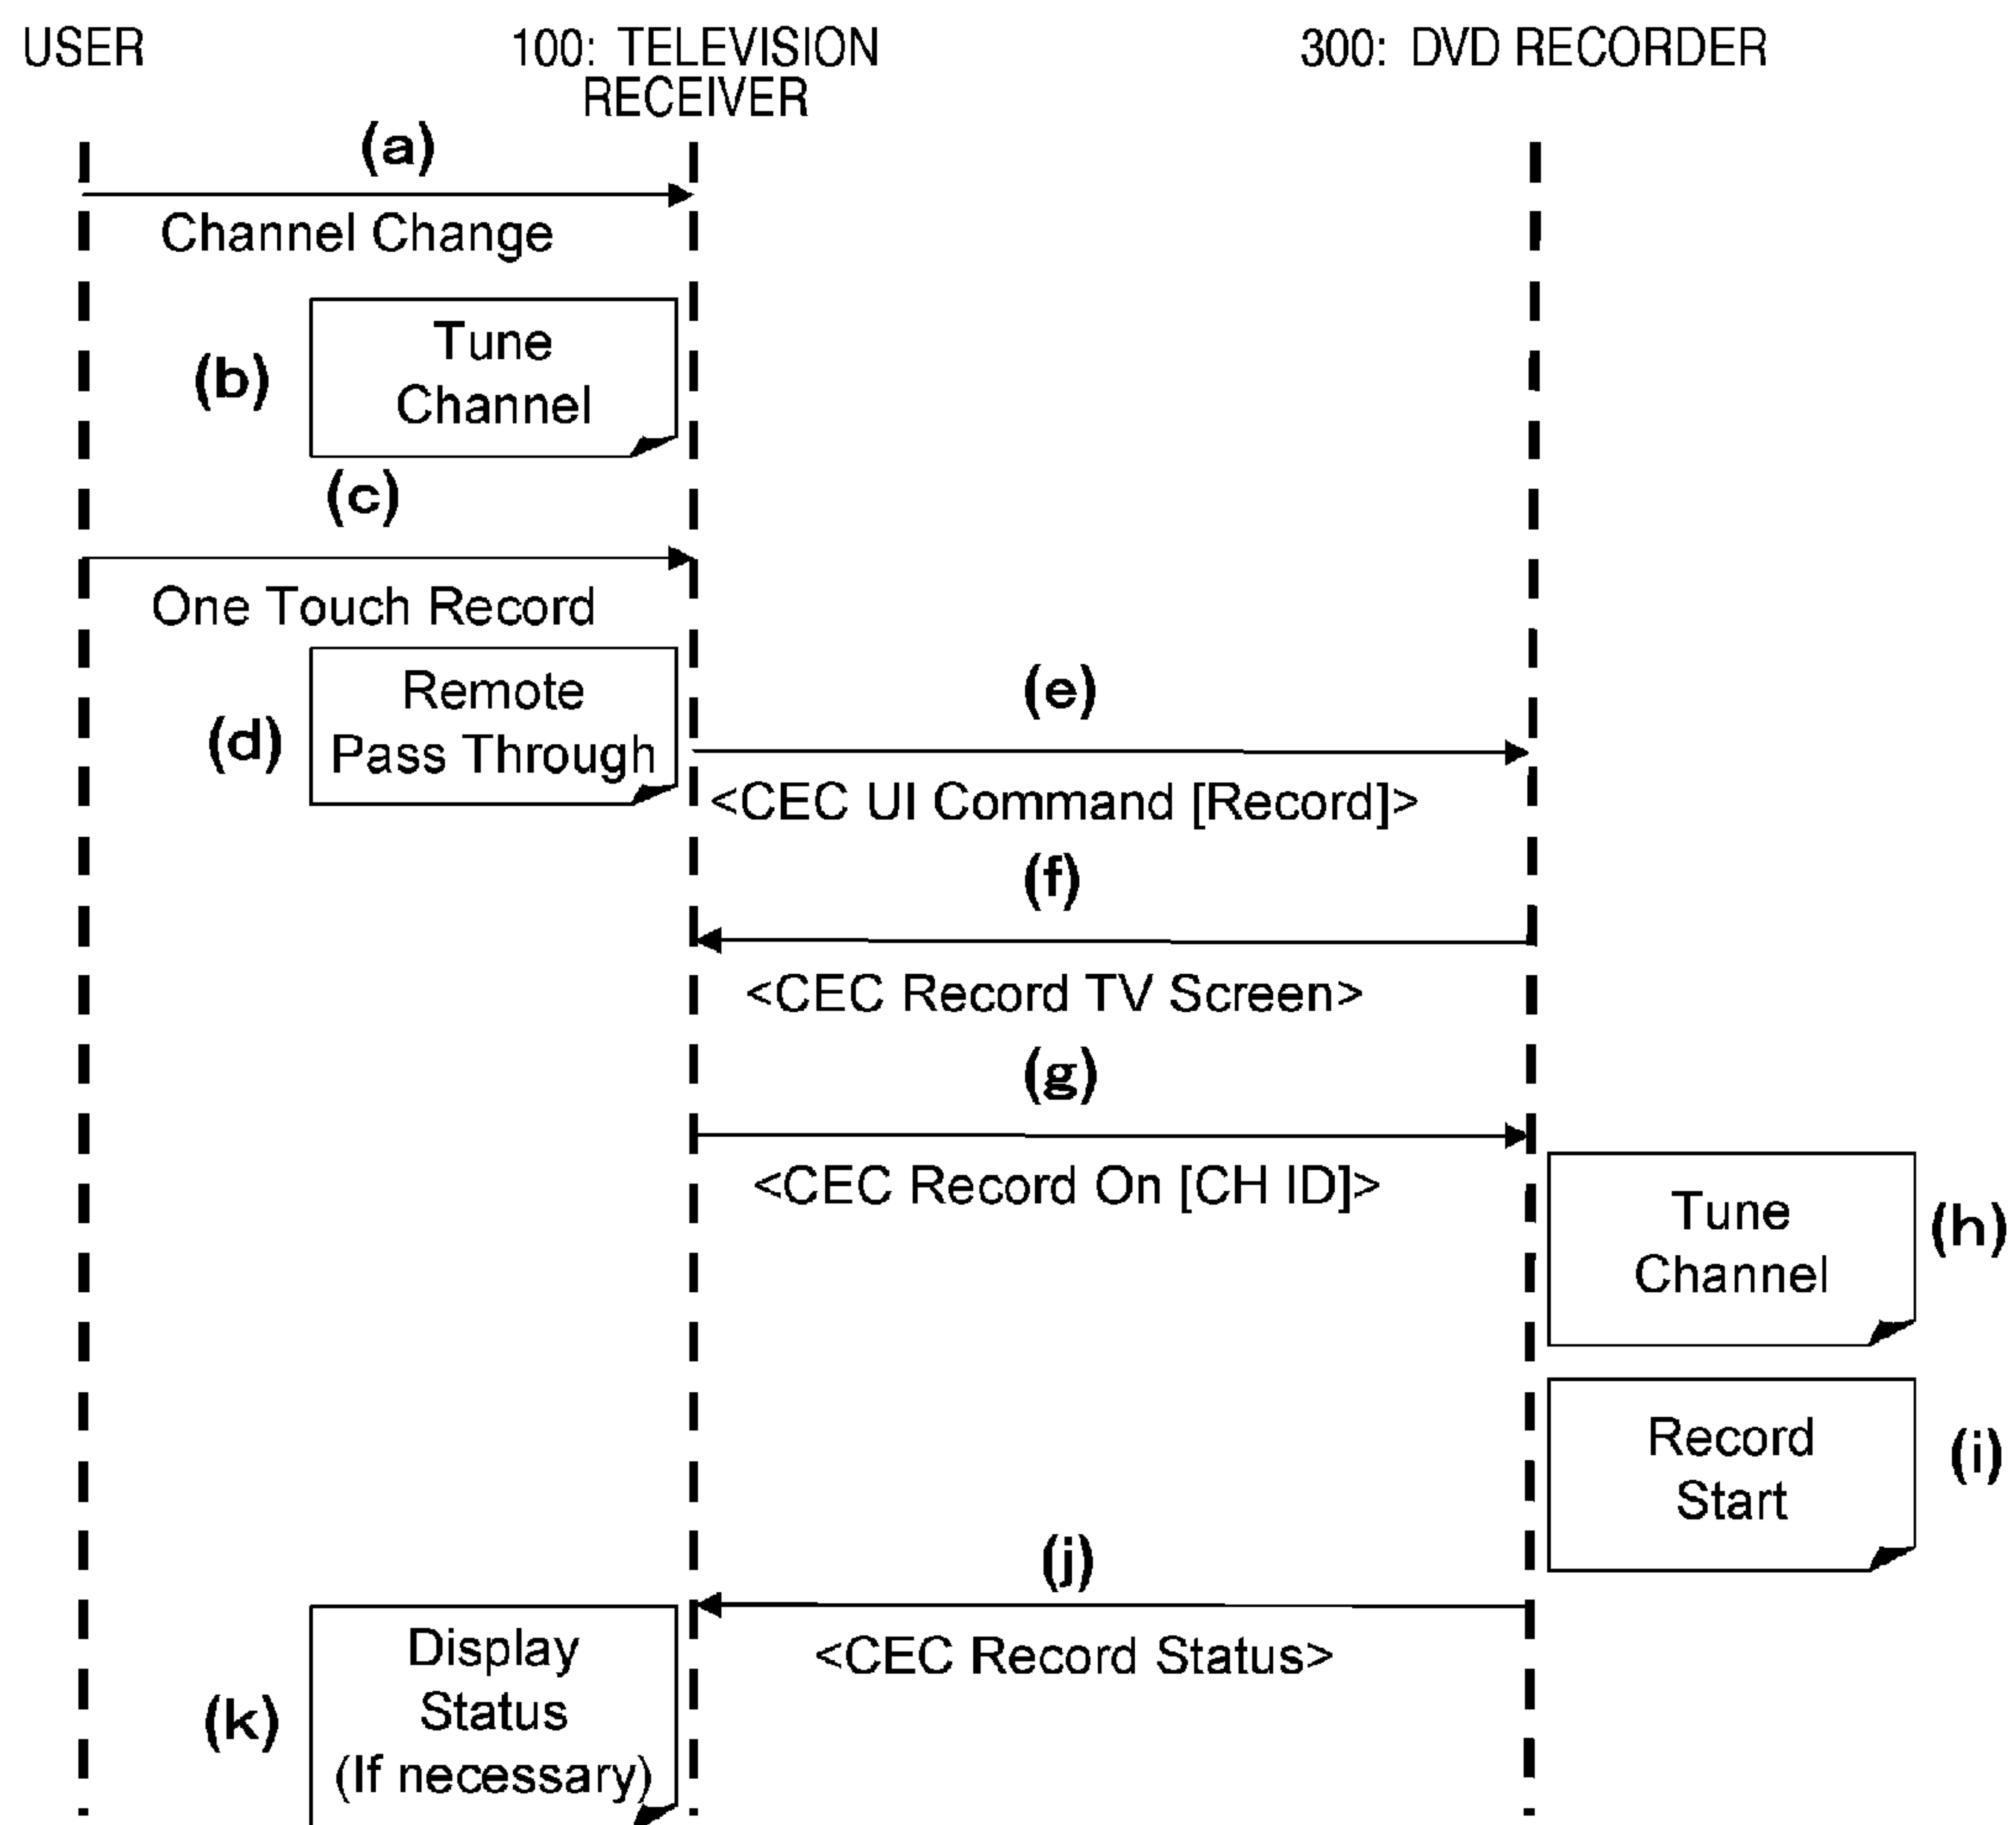 USER
100: TELEVISION
RECEIVER
300: DVD RECORDER
(a)
Channel Change
(b)
Tune
Channel
(c)
One Touch Record
(d)
Remote
Pass Through
(e)
<CEC UI Command [Record]>
(f)
<CEC Record TV Screen>
(g)
<CEC Record On [CH ID]>
Tune
Channel
(h)
Record
Start
(i)
(j)
<CEC Record Status>
(k)
Display
Status
(If necessary)